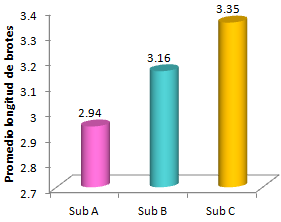 Promedio longitud de brotes
3.4
3.3
3.2
3.1
3
2.9
2.8
2.7
2.94
3.16
3.35
Sub A
Sub B
Sub C